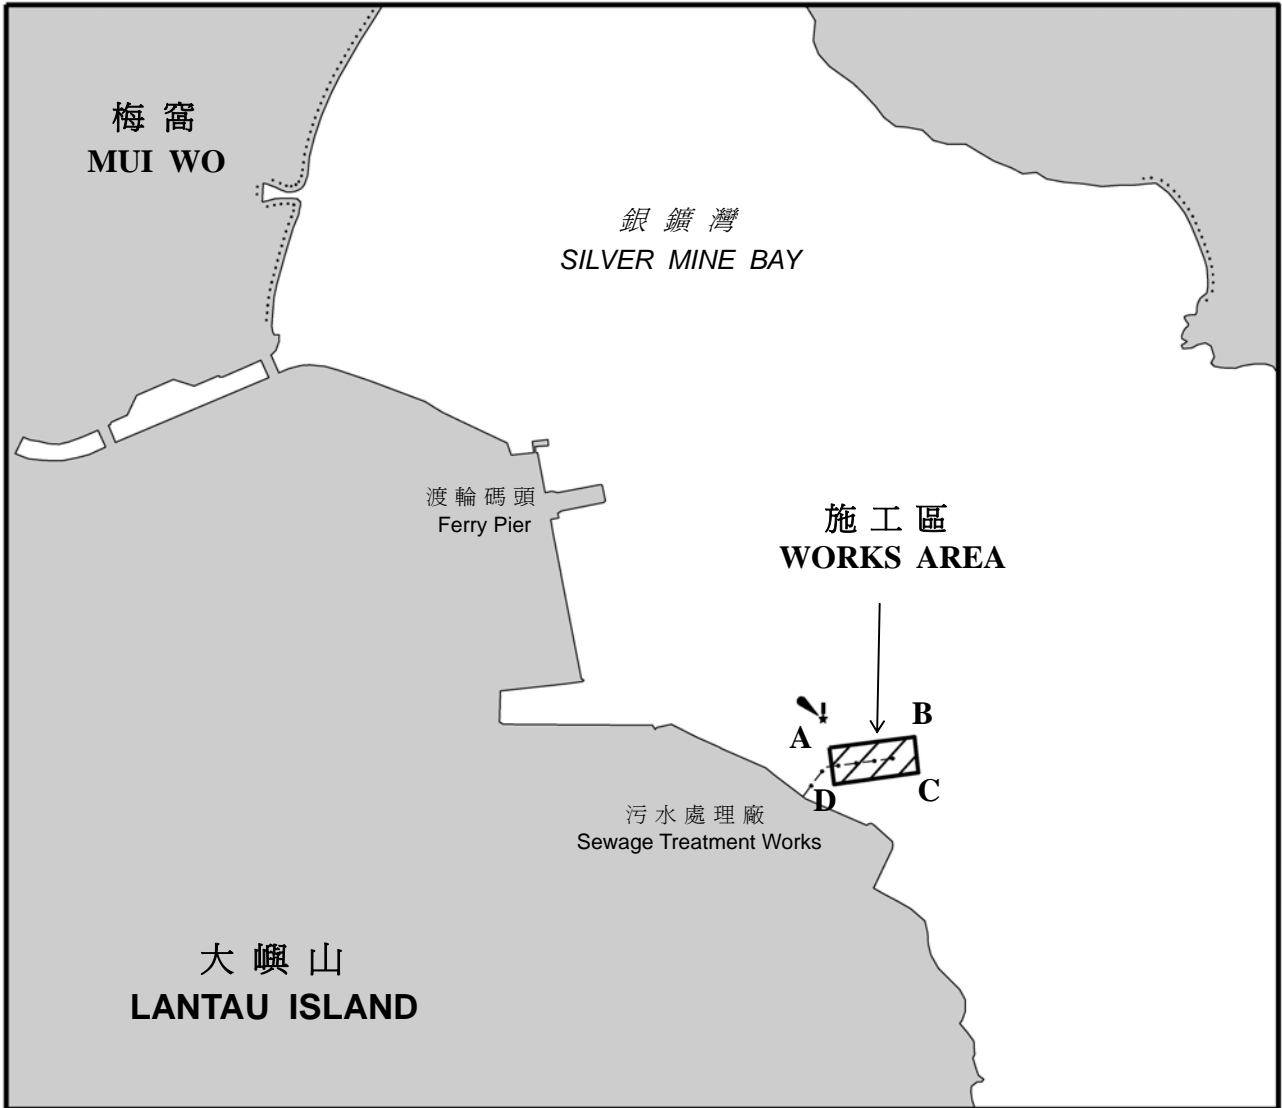 梅 窩
MUI WO
銀 鑛 灣
SILVER MINE BAY
渡 輪 碼 頭
Ferry Pier
施 工 區
WORKS AREA
B
A
C
D
污 水 處 理 廠
Sewage Treatment Works
大 嶼 山
LANTAU ISLAND